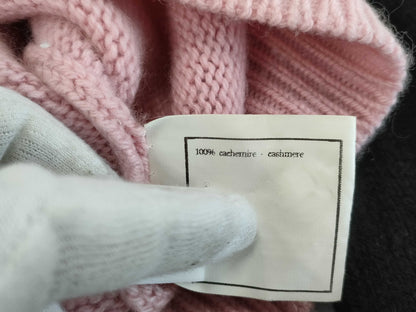 100% cachemire - cashmere